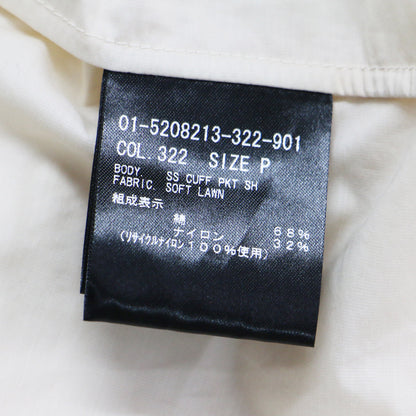 01-5208213-322-901
COL.322 SIZE P
BODY SS CUFF PKT SH
FABRIC. SOFT LAWN
組成表示
綿 68%
ナイロン 32%
(リサイクルナイロン100%使用)